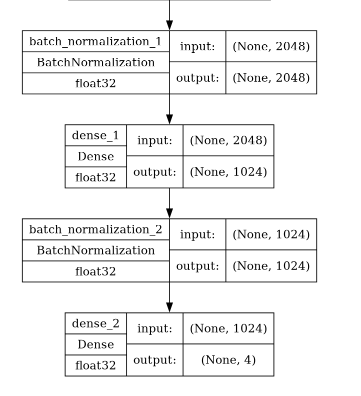 batch_normalization_1 input: (None, 2048)
BatchNormalization
float32 output: (None, 2048)
dense_1 input: (None, 2048)
Dense
float32 output: (None, 1024)
batch_normalization_2 input: (None, 1024)
BatchNormalization
float32 output: (None, 1024)
dense_2 input: (None, 1024)
Dense
float32 output: (None, 4)